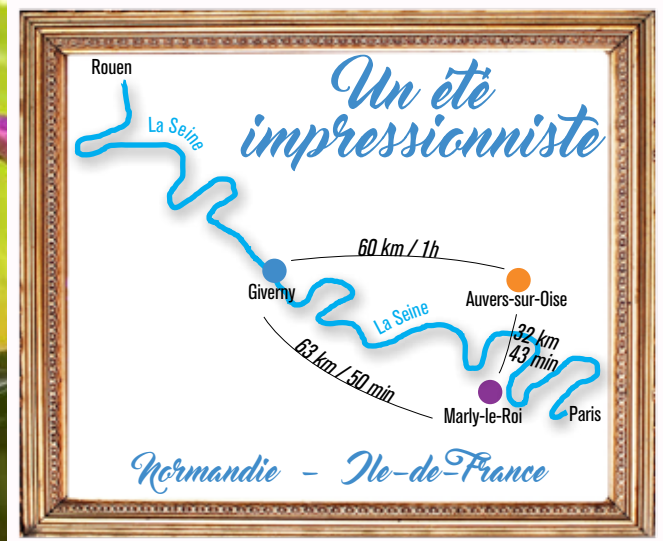 Un été
impressionniste
Rouen
La Seine
60 km / 1h
Giverny
Auvers-sur-Oise
La Seine
32 km
43 min
63 km / 50 min
Marly-le-Roi
Paris
Normandie - Ile-de-France